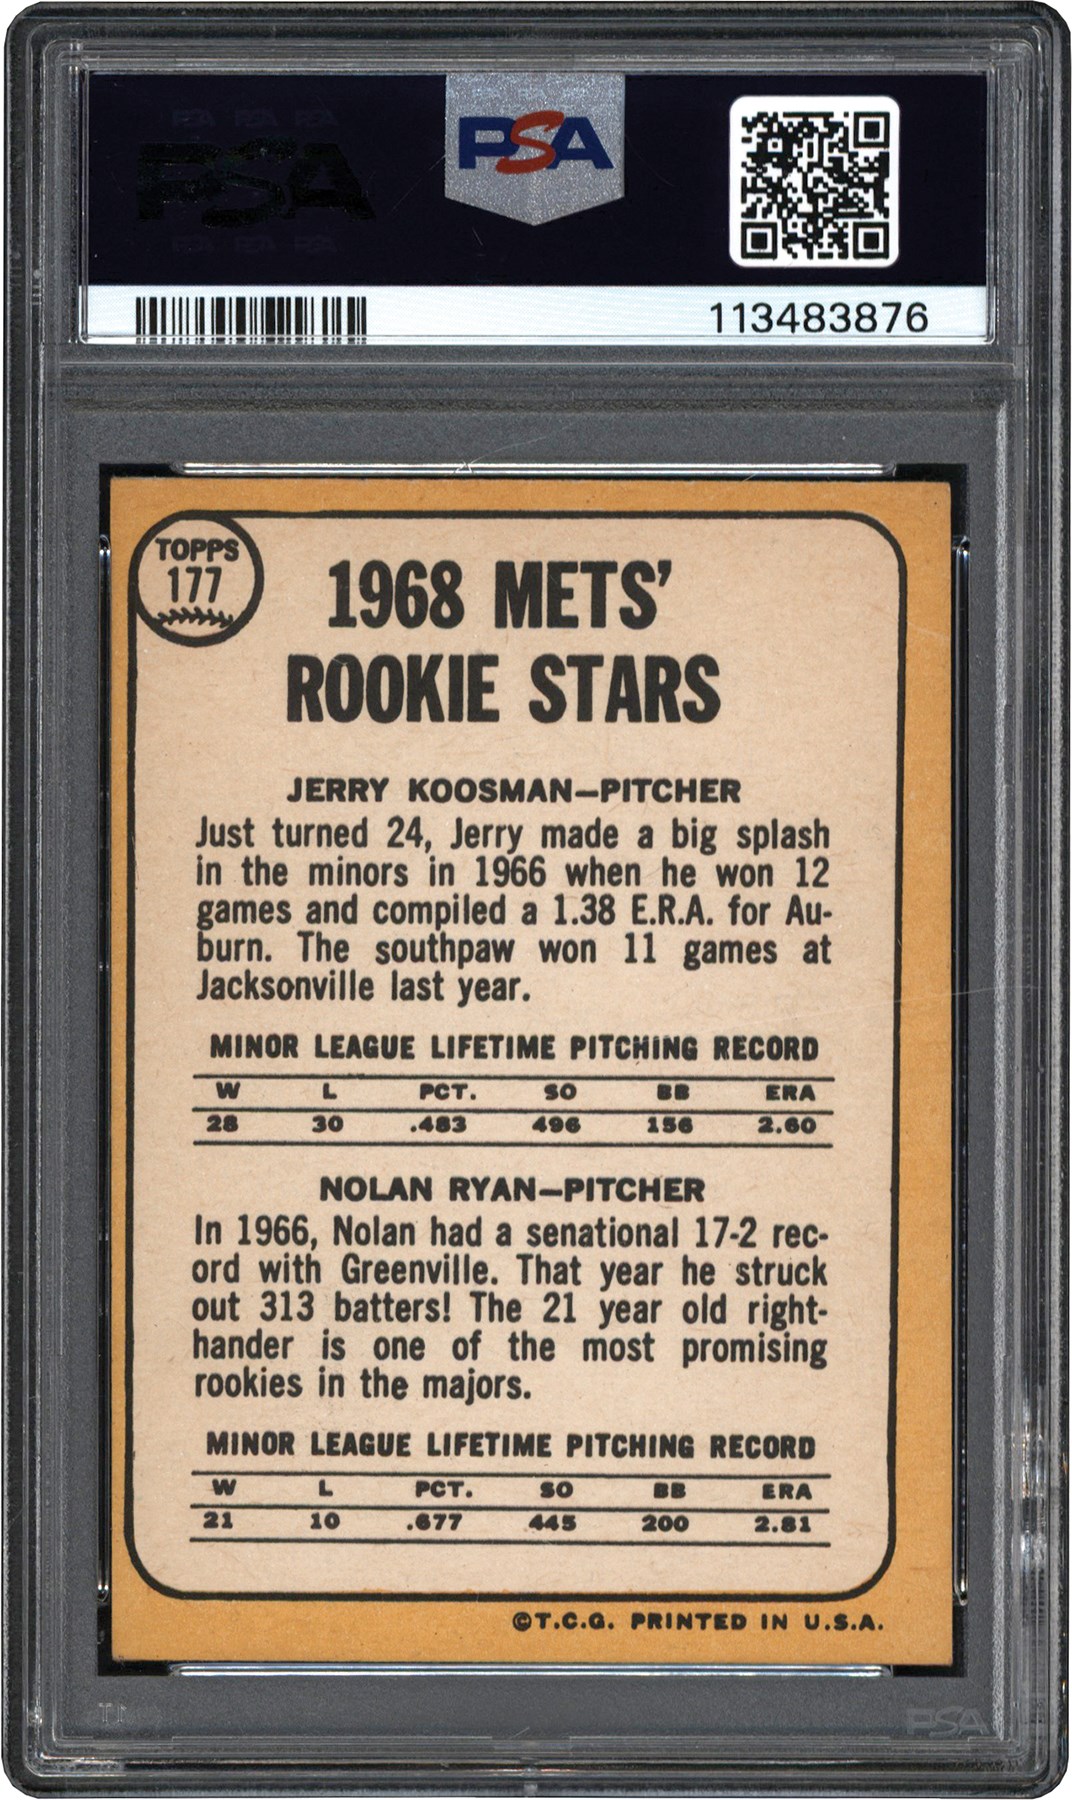 PSA
PSA
113483876
TOPPS
177
1968 METS'
ROOKIE STARS
JERRY KOOSMAN—PITCHER
Just turned 24, Jerry made a big splash
in the minors in 1966 when he won 12
games and compiled a 1.38 E.R.A. for Au-
burn. The southpaw won 11 games at
Jacksonville last year.
MINOR LEAGUE LIFETIME PITCHING RECORD
W L PCT. SO BB ERA
28 30 .483 496 156 2.60
NOLAN RYAN—PITCHER
In 1966, Nolan had a senational 17-2 rec-
ord with Greenville. That year he struck
out 313 batters! The 21 year old right-
hander is one of the most promising
rookies in the majors.
MINOR LEAGUE LIFETIME PITCHING RECORD
W L PCT. SO BB ERA
21 10 .677 445 200 2.81
©T.C.G. PRINTED IN U.S.A.
PSA